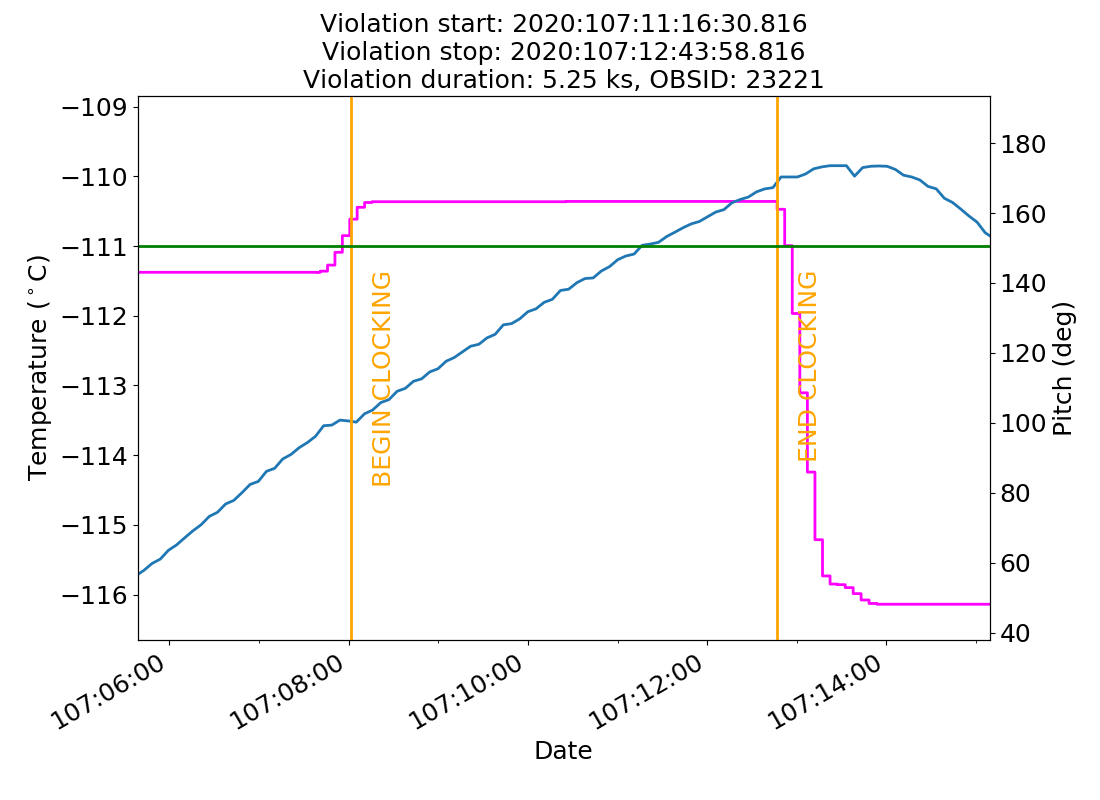 Violation start: 2020:107:11:16:30.816
Violation stop: 2020:107:12:43:58.816
Violation duration: 5.25 ks, OBSID: 23221
−109
−110
−111
−112
−113
−114
−115
−116
Temperature (°C)
180
160
140
120
100
80
60
40
Pitch (deg)
BEGIN CLOCKING
END CLOCKING
107:06:00
107:08:00
107:10:00
107:12:00
107:14:00
Date